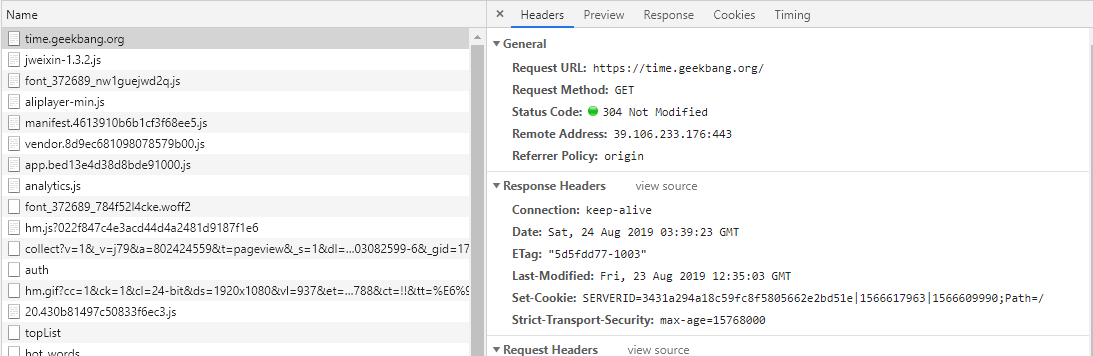 Name
time.geekbang.org
jweixin-1.3.2.js
font_372689_nw1guejwd2q.js
aliplayer-min.js
manifest.4613910b6b1cf3f68ee5.js
vendor.8d9ec681098078579b00.js
app.bed13e4d38d8bde91000.js
analytics.js
font_372689_784f52l4cke.woff2
hm.js?022f847c4e3acd44d4a2481d9187f1e6
collect?v=1&_v=j79&a=802424559&t=pageview&_s=1&dl=…03082599-6&_gid=17
auth
hm.gif?cc=1&ck=1&cl=24-bit&ds=1920x1080&vl=937&et=…788&ct=!!&tt=%E6%9
20.430b81497c50833f6ec3.js
topList
hot_words
× Headers Preview Response Cookies Timing
▼ General
Request URL: https://time.geekbang.org/
Request Method: GET
Status Code: 304 Not Modified
Remote Address: 39.106.233.176:443
Referrer Policy: origin
▼ Response Headers view source
Connection: keep-alive
Date: Sat, 24 Aug 2019 03:39:23 GMT
ETag: "5d5fdd77-1003"
Last-Modified: Fri, 23 Aug 2019 12:35:03 GMT
Set-Cookie: SERVERID=3431a294a18c59fc8f5805662e2bd51e|1566617963|1566609990;Path=/
Strict-Transport-Security: max-age=15768000
▼ Request Headers view source